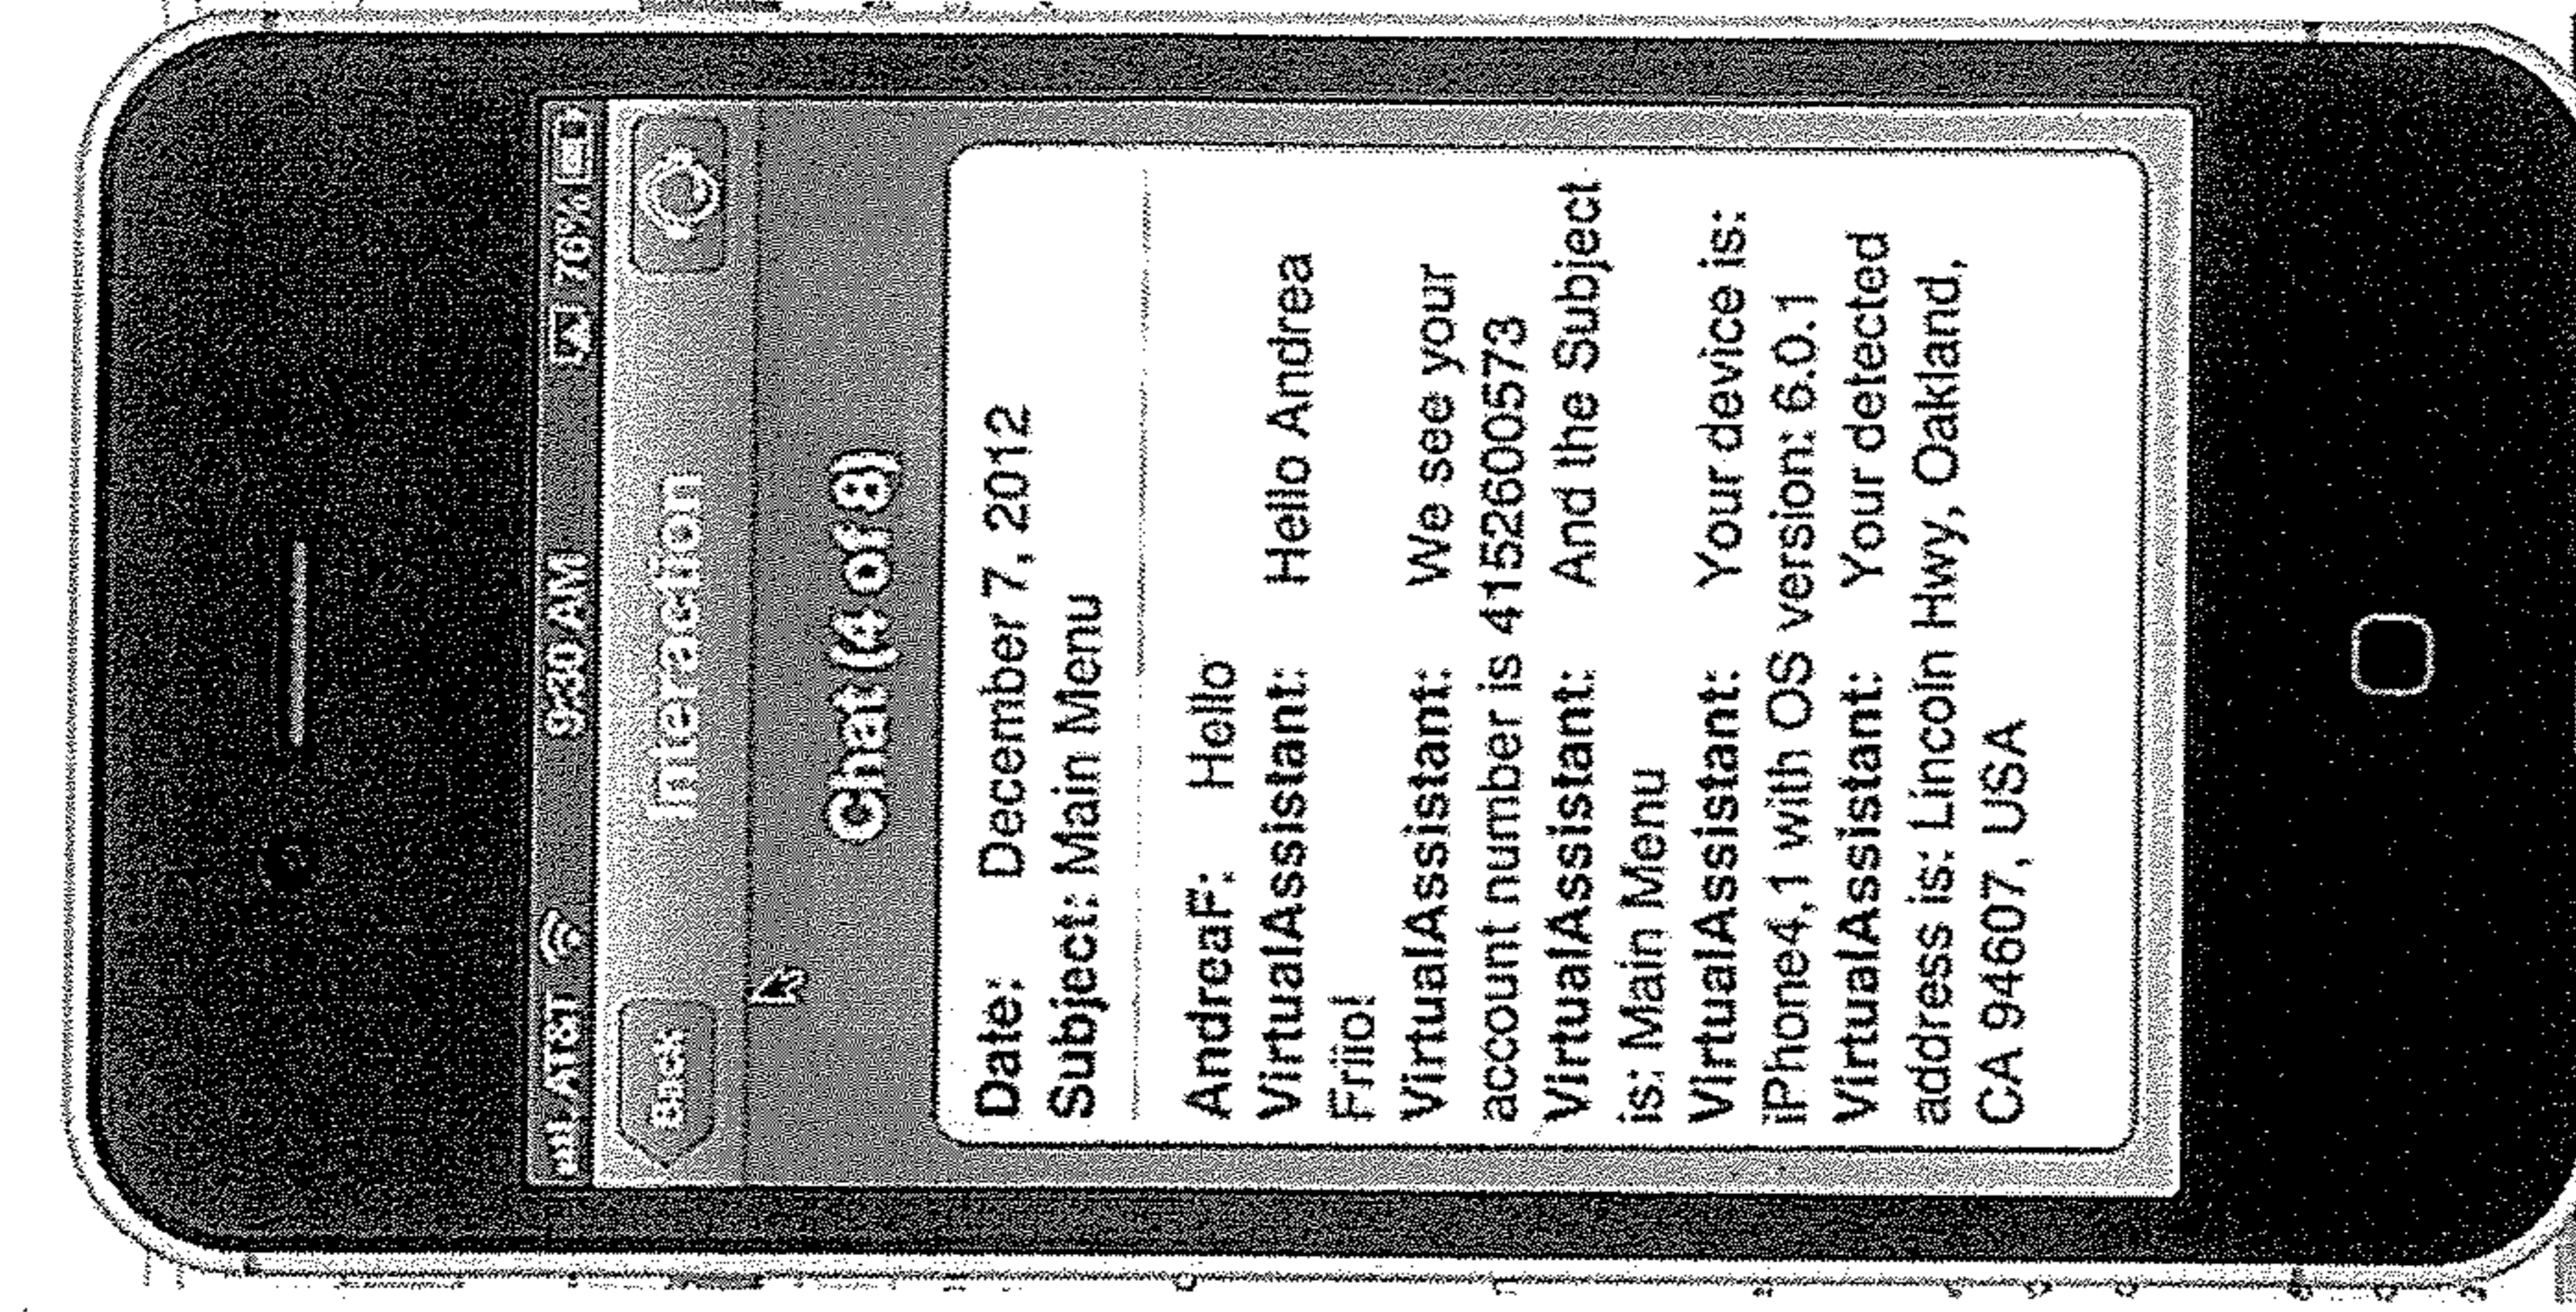 AT&T 9:30 AM 70%
Back Interaction
Chat (4 of 8)
Date: December 7, 2012
Subject: Main Menu
AndreaF: Hello
VirtualAssistant: Hello Andrea
Friio!
VirtualAssistant: We see your
account number is 4152600573
VirtualAssistant: And the Subject
is: Main Menu
VirtualAssistant: Your device is:
iPhone4,1 with OS version: 6.0.1
VirtualAssistant: Your detected
address is: Lincoln Hwy, Oakland,
CA 94607, USA